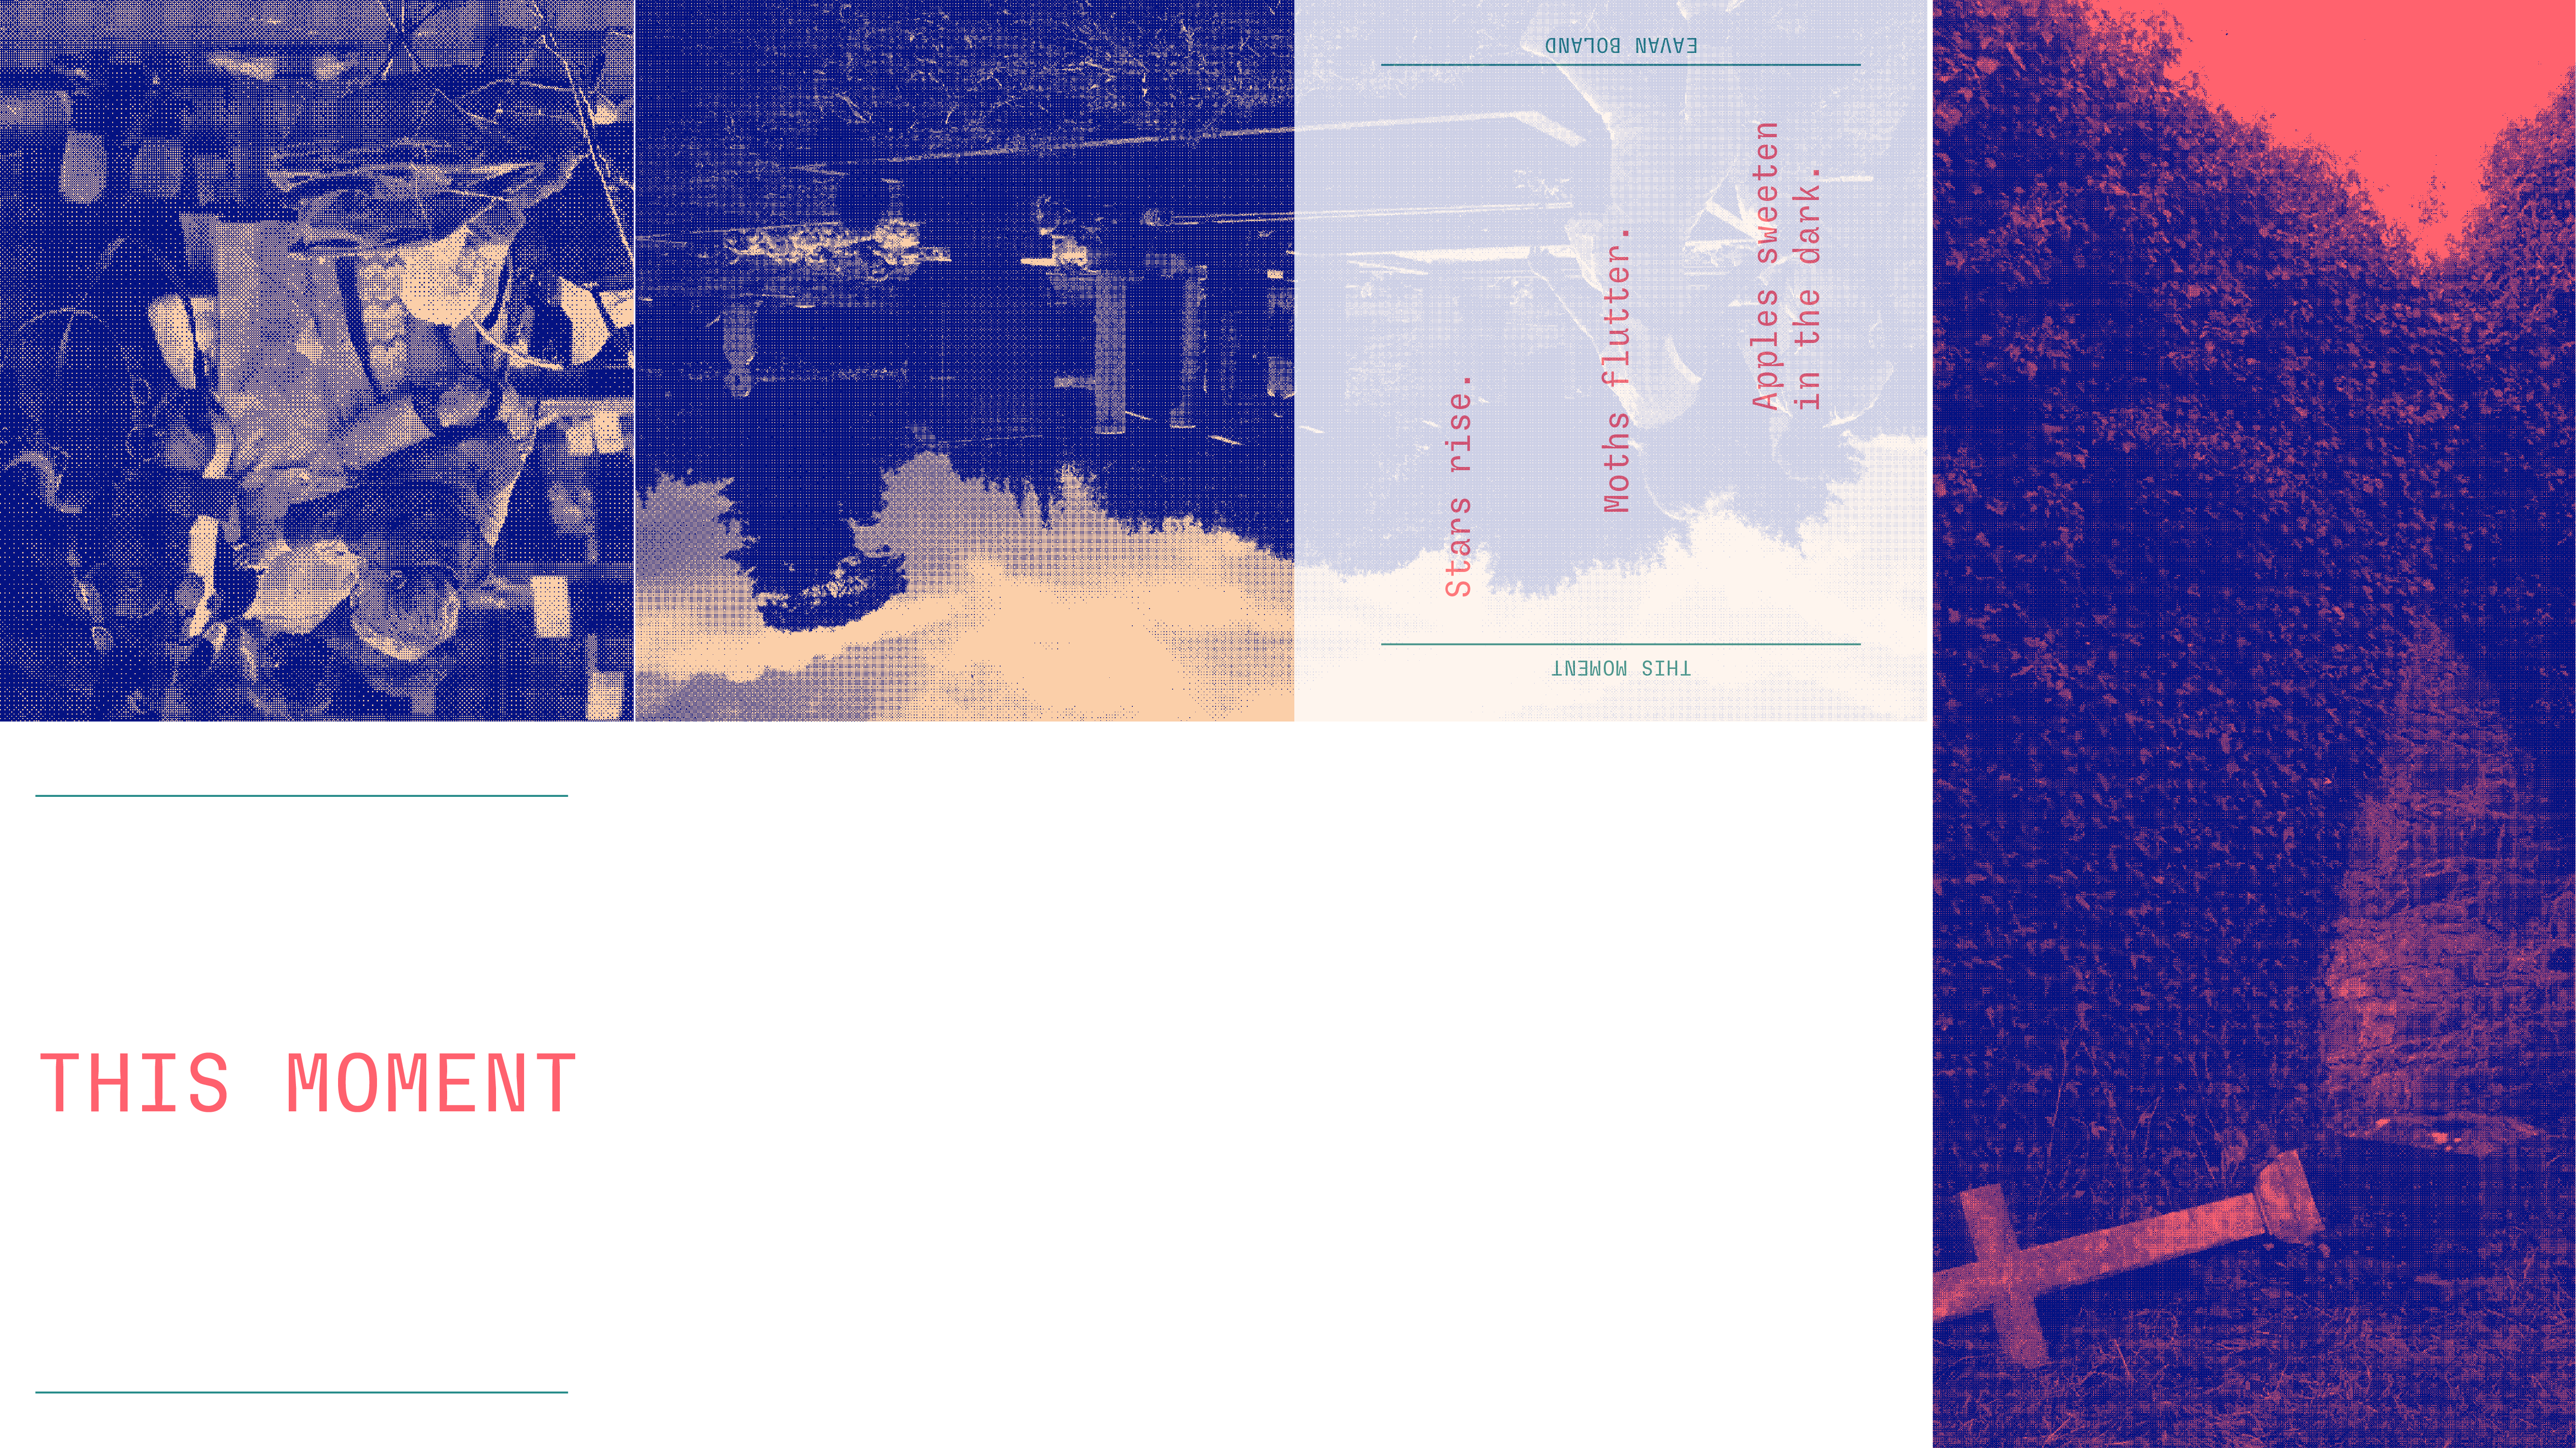 EAVAN BOLAND
Stars rise.
Moths flutter.
Apples sweeten
in the dark.
THIS MOMENT
THIS MOMENT